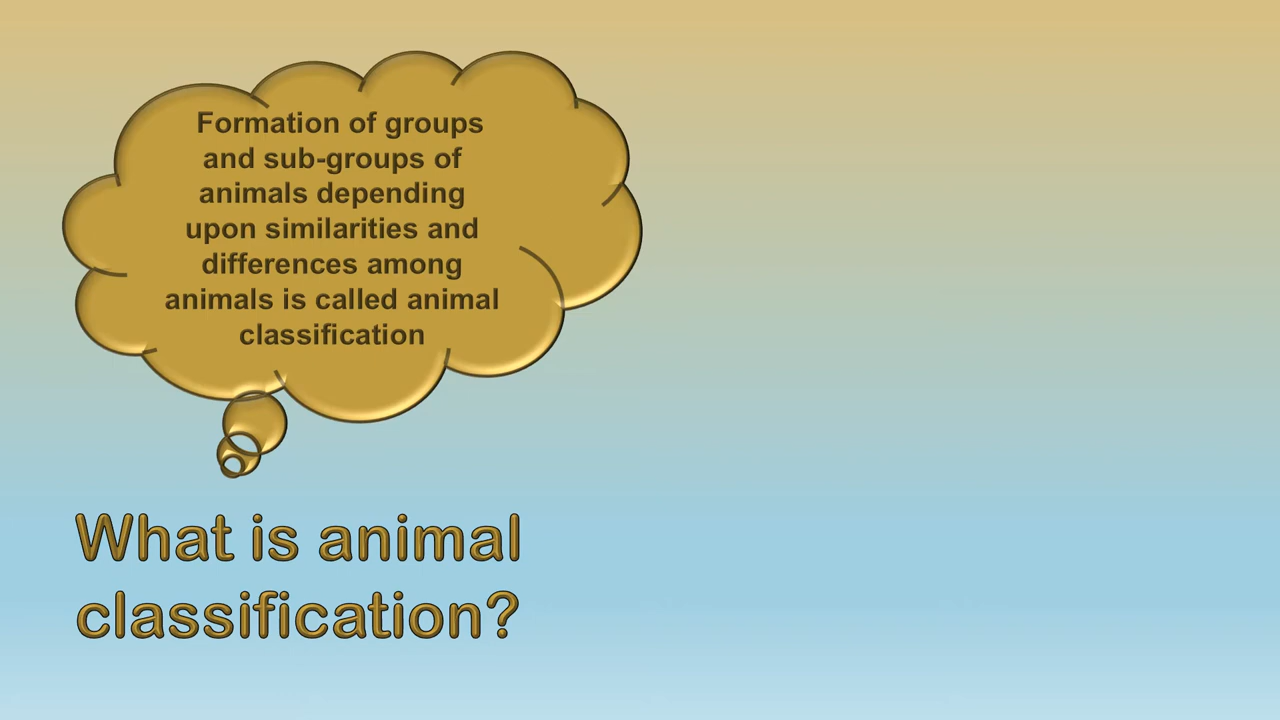 Formation of groups
and sub-groups of
animals depending
upon similarities and
differences among
animals is called animal
classification
What is animal
classification?